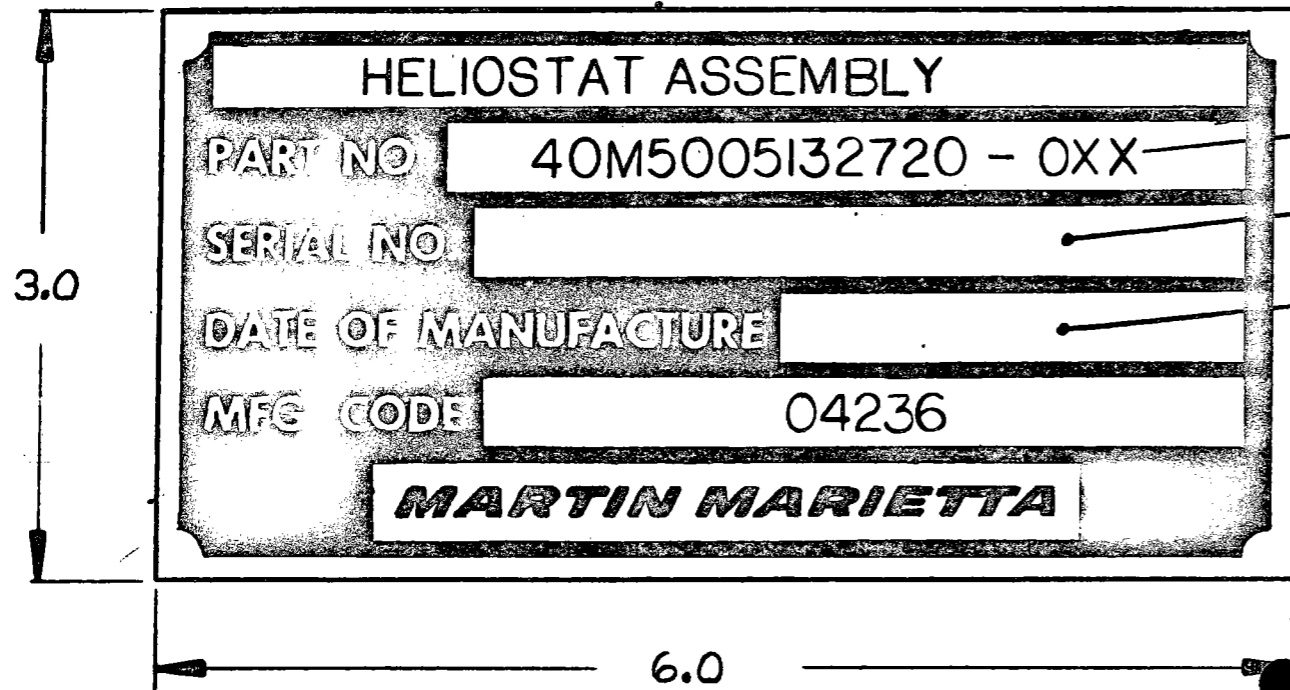 HELIOSTAT ASSEMBLY
PART NO 40M5005132720 - 0XX
SERIAL NO
3.0
DATE OF MANUFACTURE
MFG CODE 04236
MARTIN MARIETTA
6.0